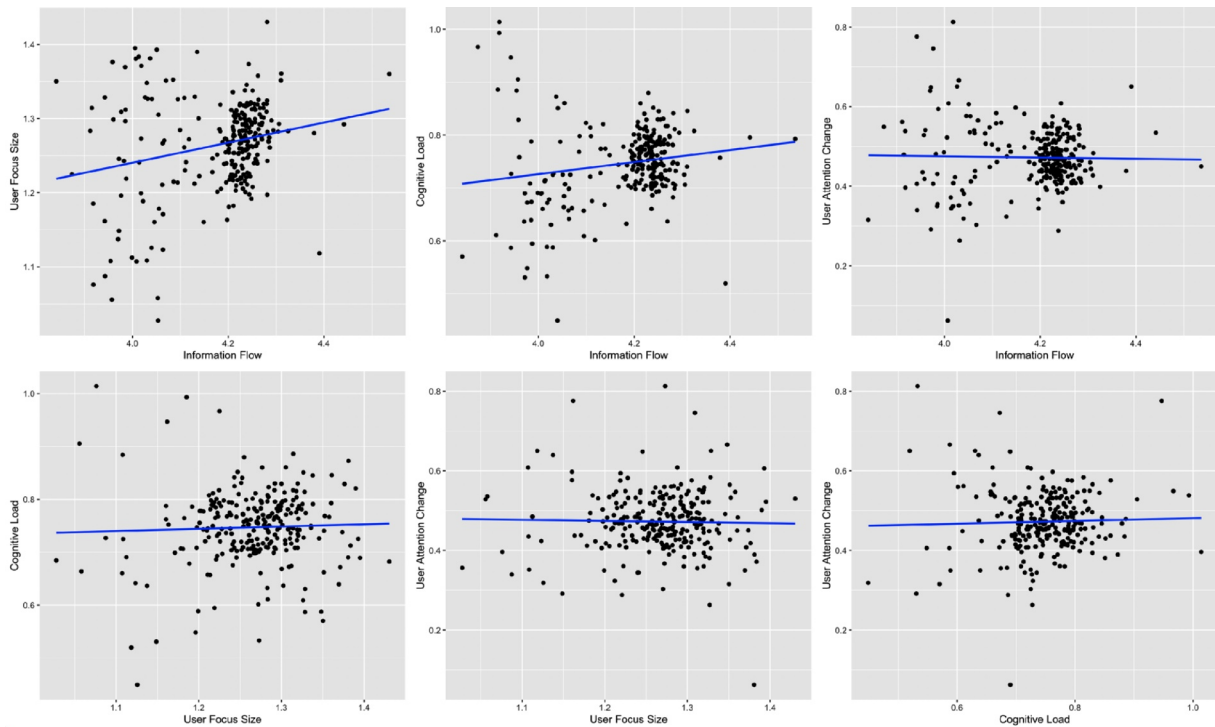 User Focus Size
1.4
1.3
1.2
1.1
4.0 4.2 4.4
Information Flow
Cognitive Load
1.0
0.8
0.6
4.0 4.2 4.4
Information Flow
User Attention Change
0.8
0.6
0.4
0.2
4.0 4.2 4.4
Information Flow
Cognitive Load
1.0
0.8
0.6
1.1 1.2 1.3 1.4
User Focus Size
User Attention Change
0.8
0.6
0.4
0.2
1.1 1.2 1.3 1.4
User Focus Size
User Attention Change
0.8
0.6
0.4
0.2
0.6 0.8 1.0
Cognitive Load